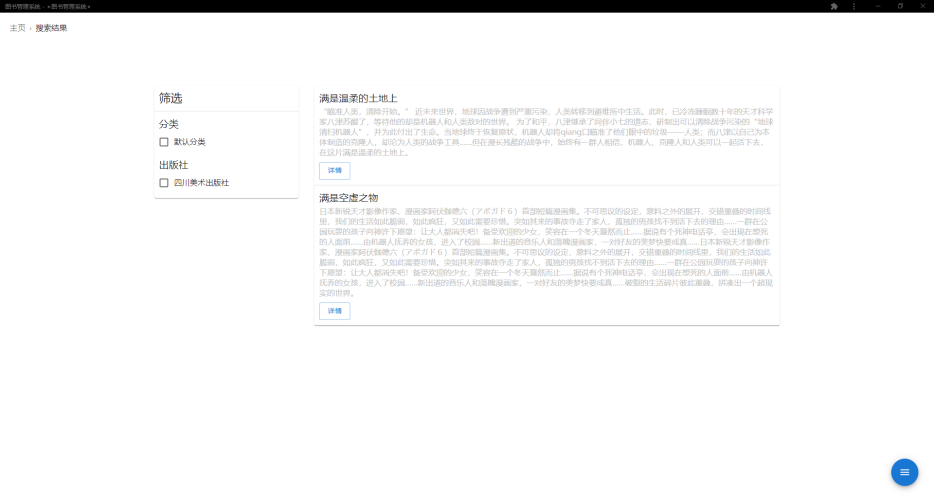 图书管理系统 - «图书管理系统»
主页 › 搜索结果
筛选
分类
默认分类
出版社
四川美术出版社
满是温柔的土地上
“瞄准人类，清除开始。” 近未来世界，地球因战争遭到严重污染，人类转移到避难所中生活。此时，已冷冻睡眠数十年的天才科学
家八津苏醒了，等待他的却是机器人和人类敌对的世界。为了和平，八津继承了同伴小七的遗志，研制出可以清除战争污染的“地球
清扫机器人”，并为此付出了生命。当地球终于恢复原状，机器人却将qiang口瞄准了他们眼中的垃圾——人类；而八津以自己为本
体制造的克隆人，却沦为人类的战争工具……但在漫长残酷的战争中，始终有一群人相信，机器人、克隆人和人类可以一起活下去，
在这片满是温柔的土地上。
详情
满是空虚之物
日本新锐天才影像作家、漫画家阿伏伽德六（アボガド6）首部短篇漫画集。不可思议的设定，意料之外的展开，交错重叠的时间线
里，我们的生活如此脆弱，如此疯狂，又如此需要珍惜。突如其来的事故夺走了家人，孤独的男孩找不到活下去的理由……一群在公
园玩耍的孩子向神许下愿望：让大人都消失吧！备受欢迎的少女，笑容在一个冬天戛然而止……据说有个死神电话亭，会出现在想死
的人面前……由机器人抚养的女孩，进入了校园……新出道的音乐人和落魄漫画家，一对好友的美梦快要成真……日本新锐天才影像作
家、漫画家阿伏伽德六（アボガド6）首部短篇漫画集。不可思议的设定，意料之外的展开，交错重叠的时间线里，我们的生活如此
脆弱，如此疯狂，又如此需要珍惜。突如其来的事故夺走了家人，孤独的男孩找不到活下去的理由……一群在公园玩耍的孩子向神许
下愿望：让大人都消失吧！备受欢迎的少女，笑容在一个冬天戛然而止……据说有个死神电话亭，会出现在想死的人面前……由机器人
抚养的女孩，进入了校园……新出道的音乐人和落魄漫画家，一对好友的美梦快要成真……破裂的生活碎片彼此重叠，拼凑出一个超现
实的世界。
详情